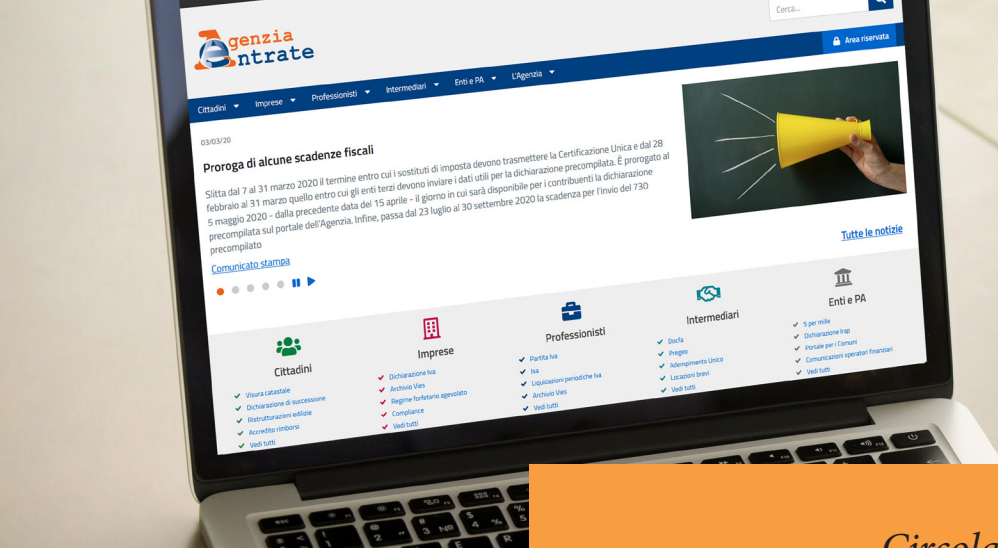 Cerca...
Agenzia
Entrate
Area riservata
Cittadini
Imprese
Professionisti
Intermediari
Enti e PA
L'Agenzia
03/03/20
Proroga di alcune scadenze fiscali
Slitta dal 7 al 31 marzo 2020 il termine entro cui i sostituti di imposta devono trasmettere la Certificazione Unica e dal 28
febbraio al 31 marzo quello entro cui gli enti terzi devono inviare i dati utili per la dichiarazione precompilata. È prorogato al
5 maggio 2020 - dalla precedente data del 15 aprile - il giorno in cui sarà disponibile per i contribuenti la dichiarazione
precompilata sul portale dell'Agenzia. Infine, passa dal 23 luglio al 30 settembre 2020 la scadenza per l'invio del 730
precompilato
Comunicato stampa
Tutte le notizie
Cittadini
Visura catastale
Dichiarazione di successione
Ristrutturazioni edilizie
Accredito rimborsi
Vedi tutti
Imprese
Dichiarazione Iva
Archivio Vies
Regime forfetario agevolato
Compliance
Vedi tutti
Professionisti
Partita Iva
Isa
Liquidazioni periodiche Iva
Archivio Vies
Vedi tutti
Intermediari
Docfa
Pregeo
Adempimento Unico
Locazioni brevi
Vedi tutti
Enti e PA
5 per mille
Dichiarazione Irap
Portale per i Comuni
Comunicazioni operatori finanziari
Vedi tutti